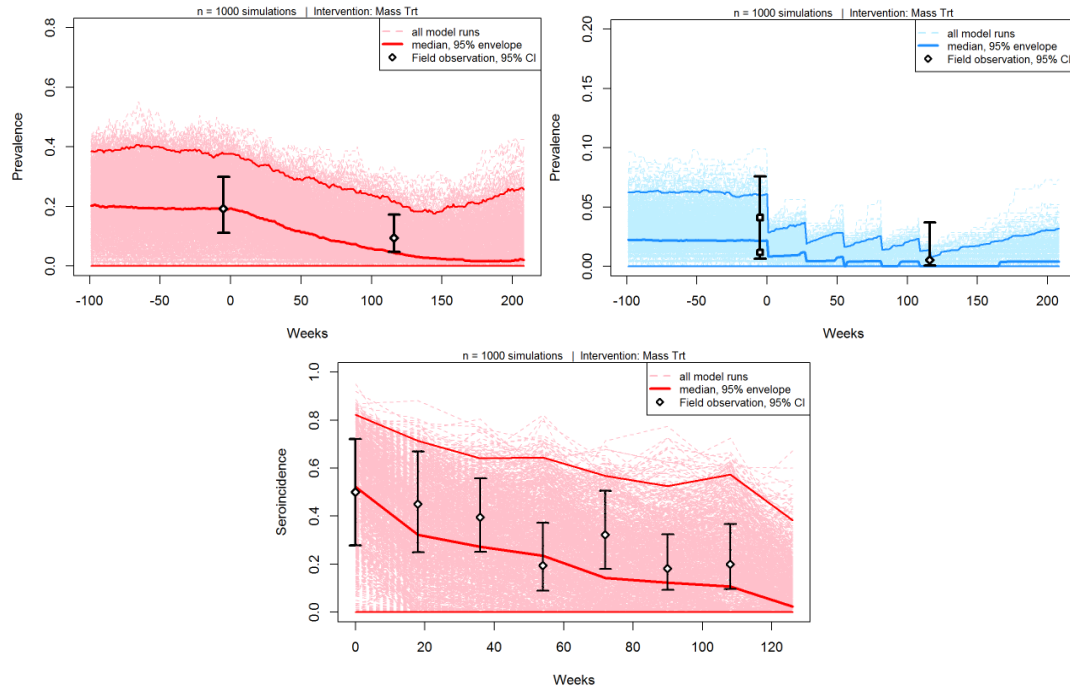 n = 1000 simulations | Intervention: Mass Trt
all model runs
median, 95% envelope
Field observation, 95% CI
Prevalence
0.8
0.6
0.4
0.2
0.0
-100 -50 0 50 100 150 200
Weeks
n = 1000 simulations | Intervention: Mass Trt
all model runs
median, 95% envelope
Field observation, 95% CI
Prevalence
0.20
0.15
0.10
0.05
0.00
-100 -50 0 50 100 150 200
Weeks
n = 1000 simulations | Intervention: Mass Trt
all model runs
median, 95% envelope
Field observation, 95% CI
Seroincidence
1.0
0.8
0.6
0.4
0.2
0.0
0 20 40 60 80 100 120
Weeks